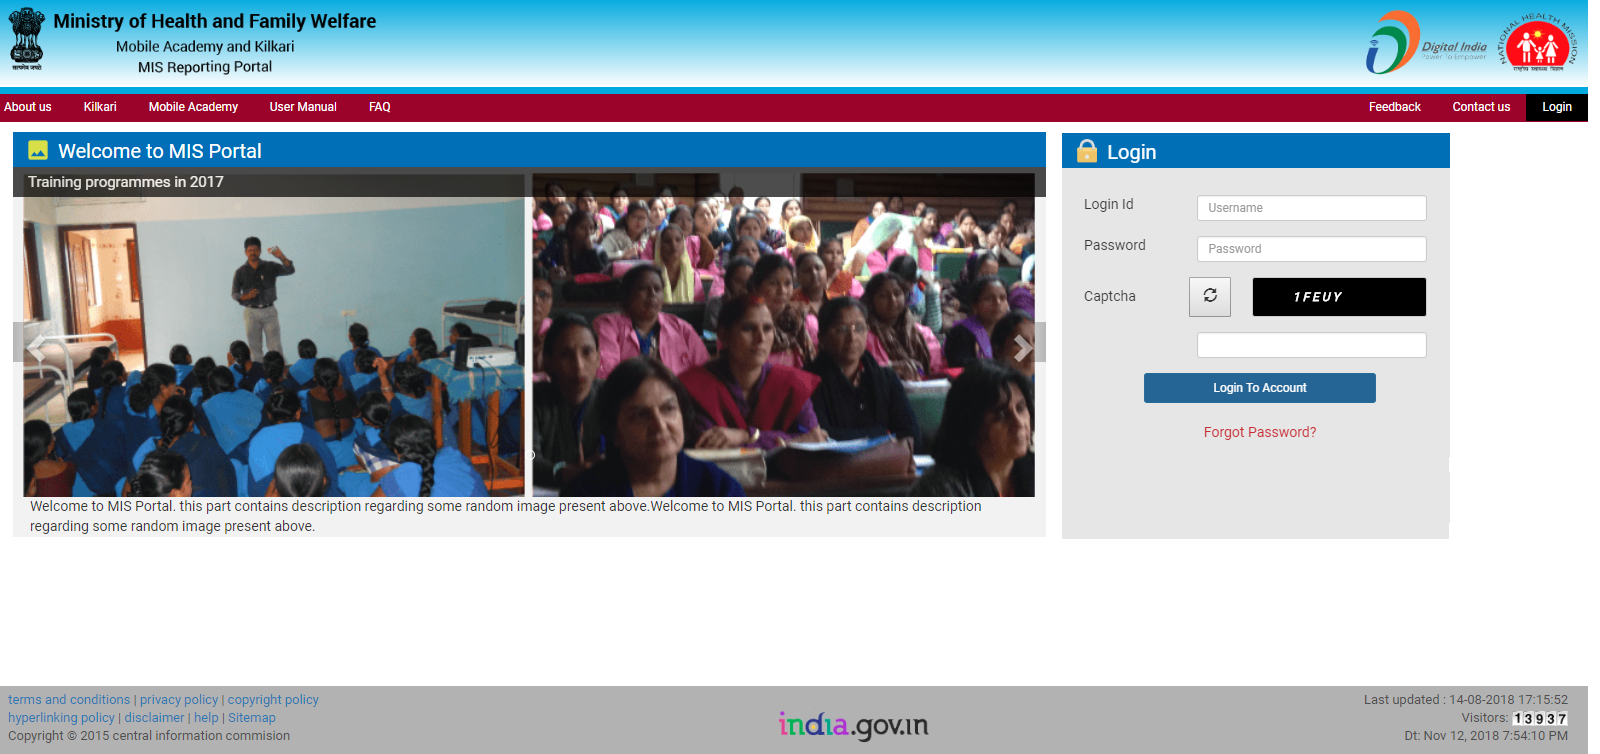 Ministry of Health and Family Welfare
Mobile Academy and Kilkari
MIS Reporting Portal
सत्यमेव जयते
Digital India
Power To Empower
NATIONAL HEALTH MISSION
राष्ट्रीय स्वास्थ्य मिशन
About us Kilkari Mobile Academy User Manual FAQ Feedback Contact us Login
Welcome to MIS Portal
Training programmes in 2017
Welcome to MIS Portal. this part contains description regarding some random image present above.Welcome to MIS Portal. this part contains description
regarding some random image present above.
Login
Login Id Username
Password Password
Captcha 1FEUY
Login To Account
Forgot Password?
terms and conditions | privacy policy | copyright policy
hyperlinking policy | disclaimer | help | Sitemap
Copyright © 2015 central information commision
india.gov.in
Last updated : 14-08-2018 17:15:52
Visitors: 13937
Dt: Nov 12, 2018 7:54:10 PM